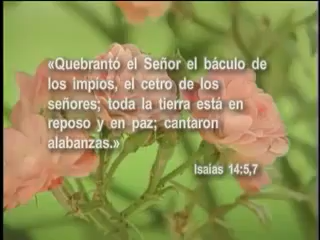 «Quebrantó el Señor el báculo de
los impíos, el cetro de los
señores; toda la tierra está en
reposo y en paz; cantaron
alabanzas.»
Isaías 14:5,7